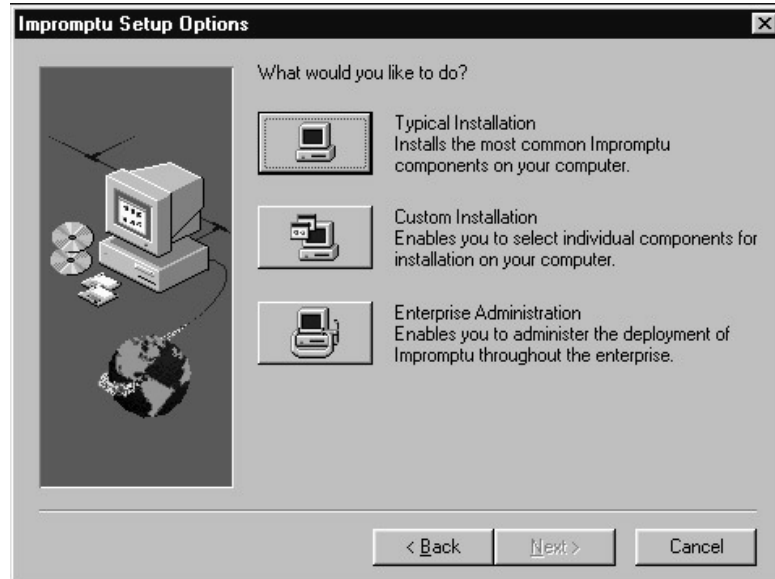 Impromptu Setup Options
What would you like to do?
Typical Installation
Installs the most common Impromptu
components on your computer.
Custom Installation
Enables you to select individual components for
installation on your computer.
Enterprise Administration
Enables you to administer the deployment of
Impromptu throughout the enterprise.
< Back
Next >
Cancel